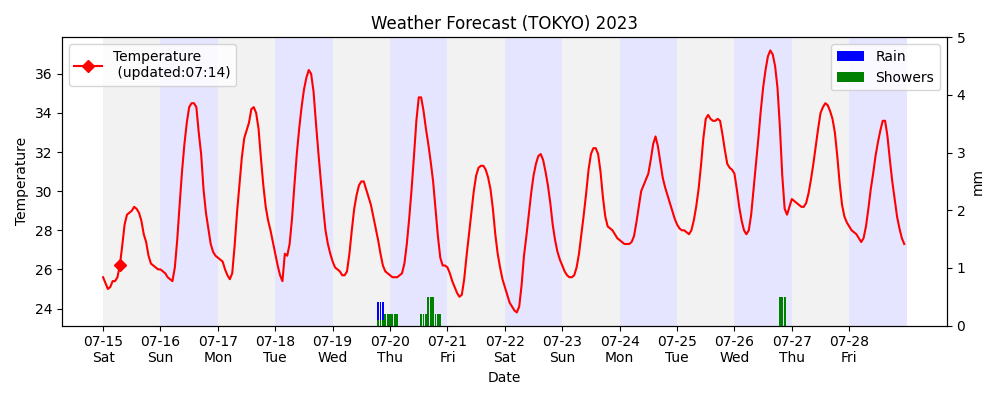 Weather Forecast (TOKYO) 2023
Temperature
(updated:07:14)
Rain
Showers
Temperature
36
34
32
30
28
26
24
5
4
3
2
1
0
mm
07-15 07-16 07-17 07-18 07-19 07-20 07-21 07-22 07-23 07-24 07-25 07-26 07-27 07-28
Sat Sun Mon Tue Wed Thu Fri Sat Sun Mon Tue Wed Thu Fri
Date